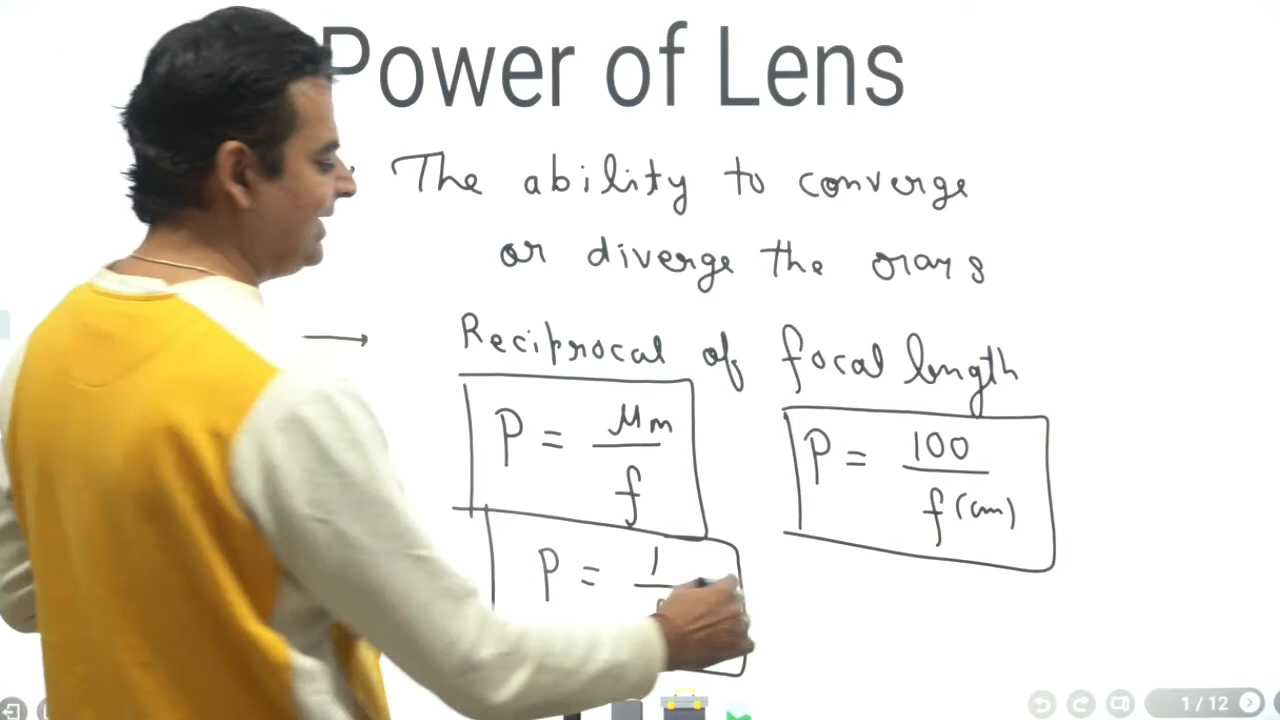 Power of Lens
The ability to converge
or diverge the rays
→ Reciprocal of focal length
P = μm / f
P = 100 / f(cm)
P = 1
1 / 12